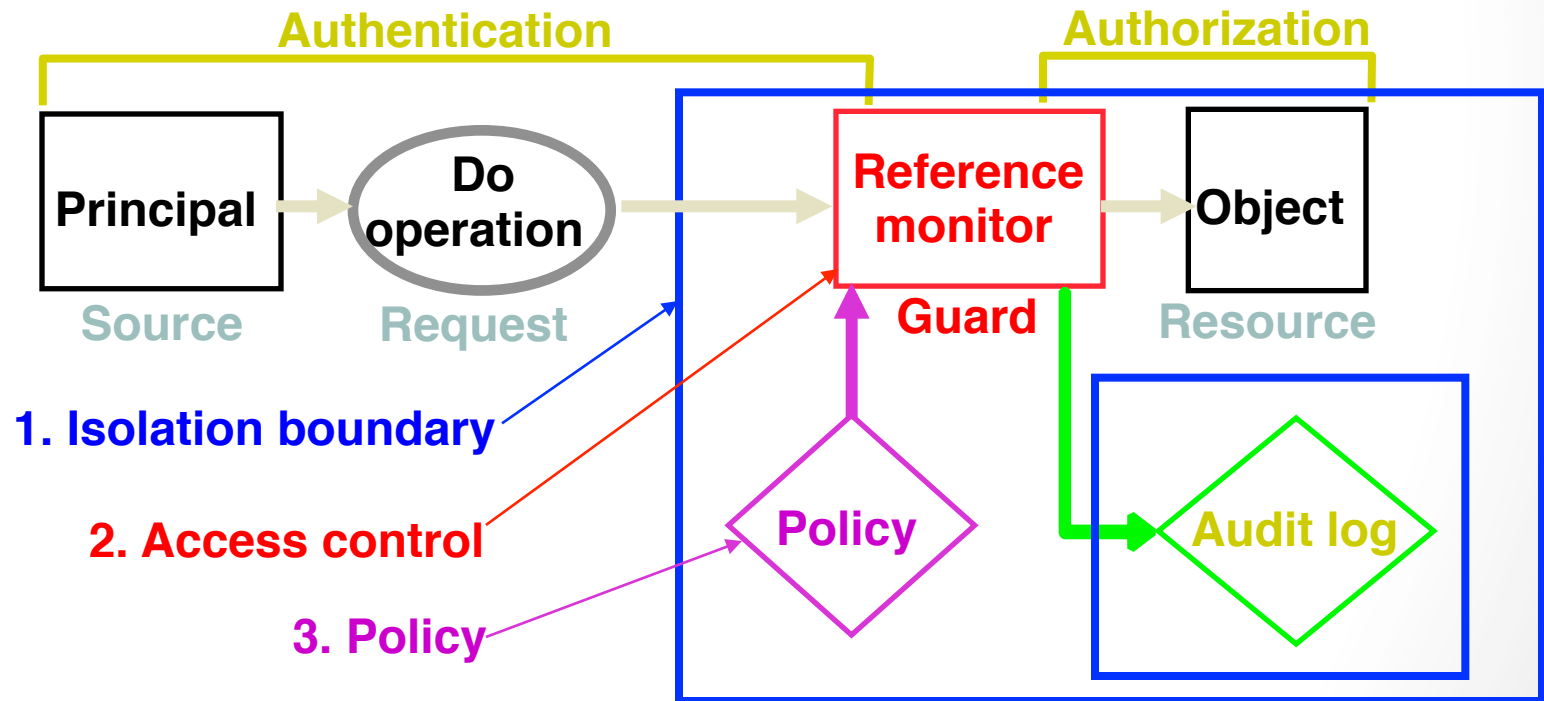 Authentication
Authorization
Principal
Do
operation
Reference
monitor
Object
Source
Request
Guard
Resource
1. Isolation boundary
2. Access control
3. Policy
Policy
Audit log